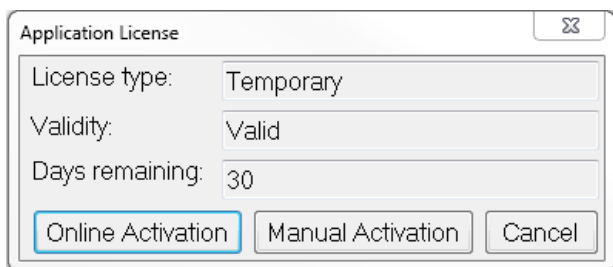 Application License
License type: Temporary
Validity: Valid
Days remaining: 30
Online Activation Manual Activation Cancel